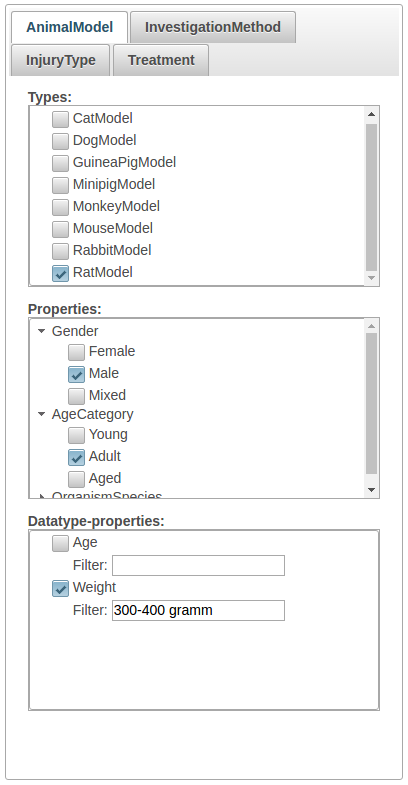 AnimalModel InvestigationMethod
InjuryType Treatment
Types:
CatModel
DogModel
GuineaPigModel
MinipigModel
MonkeyModel
MouseModel
RabbitModel
RatModel
Properties:
Gender
Female
Male
Mixed
AgeCategory
Young
Adult
Aged
OrganismSpecies
Datatype-properties:
Age
Filter:
Weight
Filter: 300-400 gramm